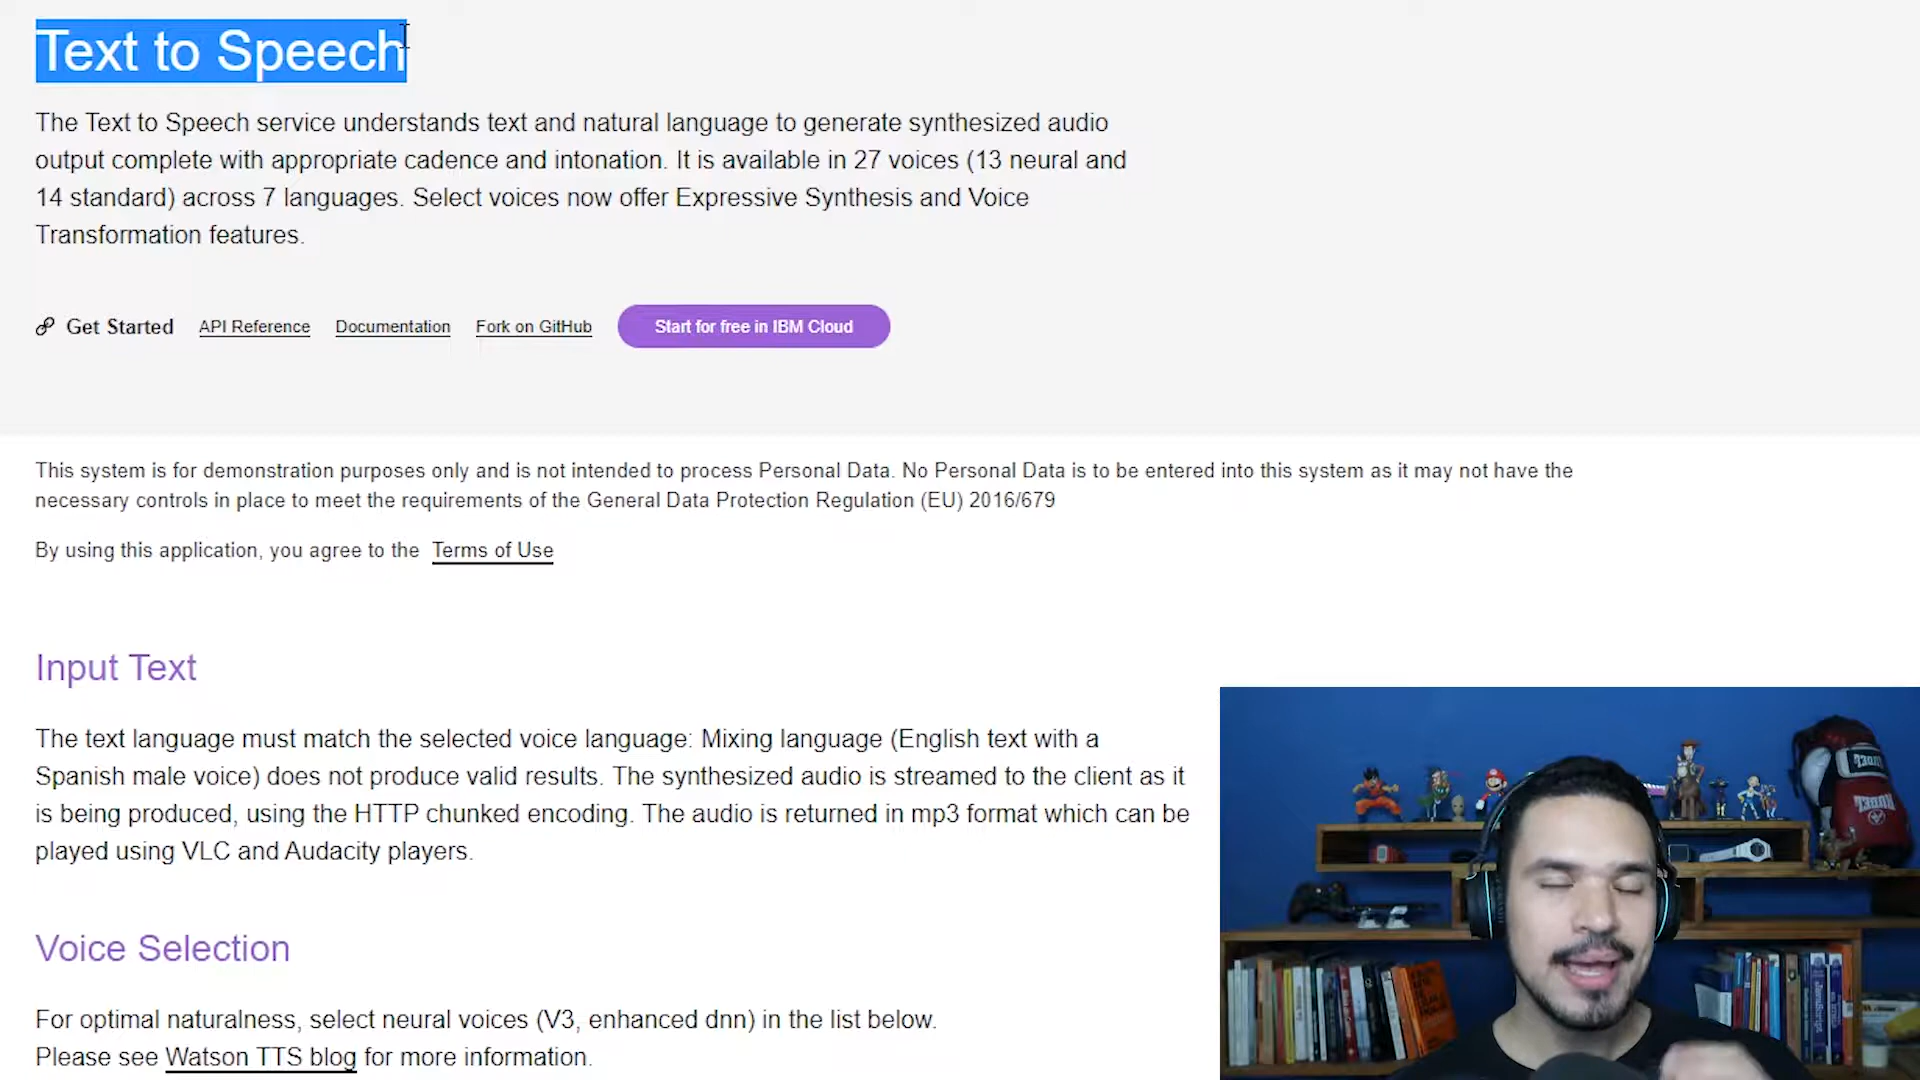 Text to Speech
The Text to Speech service understands text and natural language to generate synthesized audio
output complete with appropriate cadence and intonation. It is available in 27 voices (13 neural and
14 standard) across 7 languages. Select voices now offer Expressive Synthesis and Voice
Transformation features.
Get Started API Reference Documentation Fork on GitHub Start for free in IBM Cloud
This system is for demonstration purposes only and is not intended to process Personal Data. No Personal Data is to be entered into this system as it may not have the
necessary controls in place to meet the requirements of the General Data Protection Regulation (EU) 2016/679
By using this application, you agree to the Terms of Use
Input Text
The text language must match the selected voice language: Mixing language (English text with a
Spanish male voice) does not produce valid results. The synthesized audio is streamed to the client as it
is being produced, using the HTTP chunked encoding. The audio is returned in mp3 format which can be
played using VLC and Audacity players.
Voice Selection
For optimal naturalness, select neural voices (V3, enhanced dnn) in the list below.
Please see Watson TTS blog for more information.